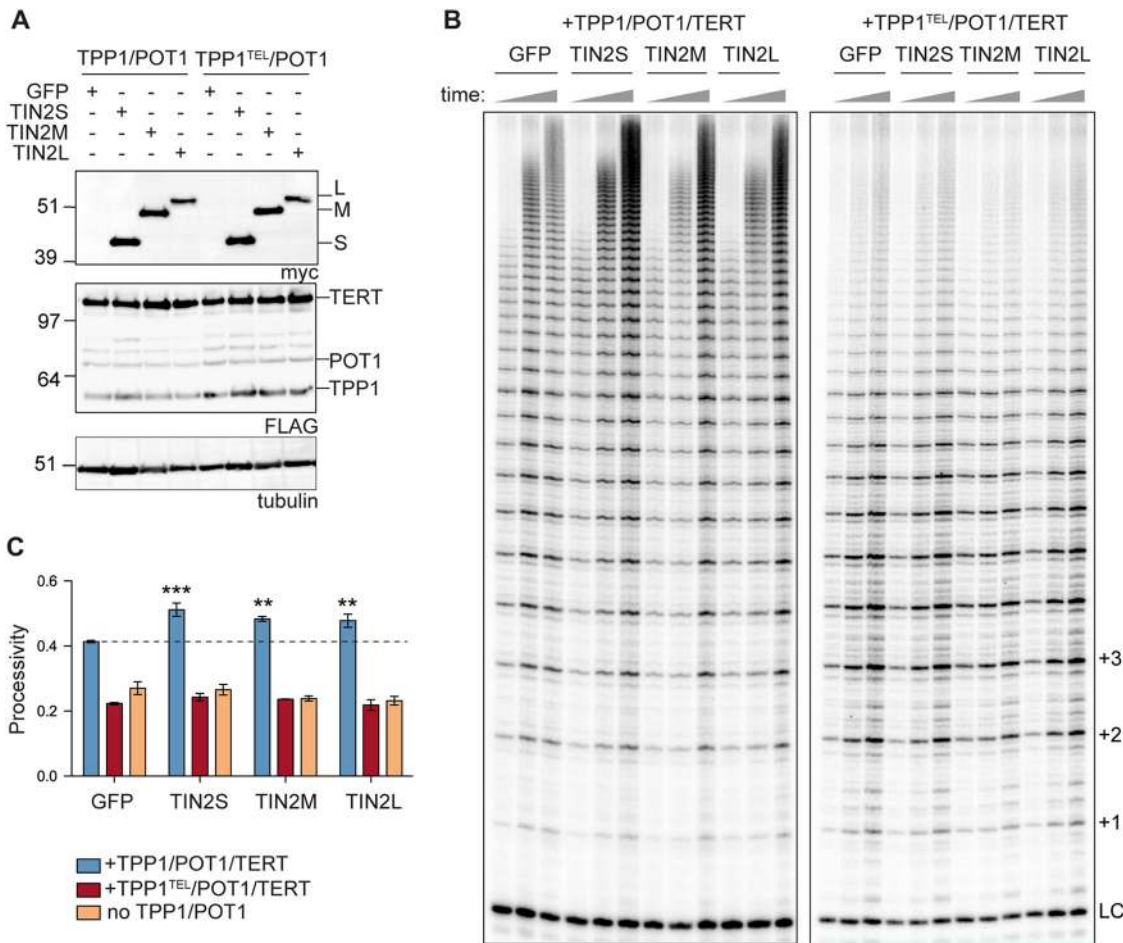 A
TPP1/POT1 TPP1TEL/POT1
GFP + - - - + - - -
TIN2S - + - - - + - -
TIN2M - - + - - - + -
TIN2L - - - + - - - +
L
51
M
S
39
myc
TERT
97
POT1
64
TPP1
FLAG
51
tubulin
B
+TPP1/POT1/TERT +TPP1TEL/POT1/TERT
GFP TIN2S TIN2M TIN2L GFP TIN2S TIN2M TIN2L
time:
+3
+2
+1
LC
C
*** ** **
0.6
0.4
0.2
0.0
Processivity
GFP TIN2S TIN2M TIN2L
+TPP1/POT1/TERT
+TPP1TEL/POT1/TERT
no TPP1/POT1